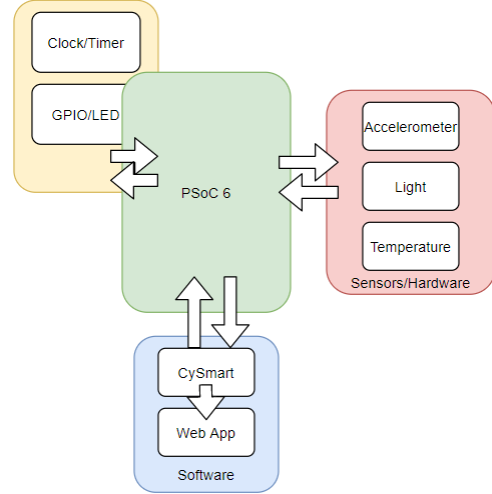 Clock/Timer
GPIO/LED
PSoC 6
Accelerometer
Light
Temperature
Sensors/Hardware
CySmart
Web App
Software